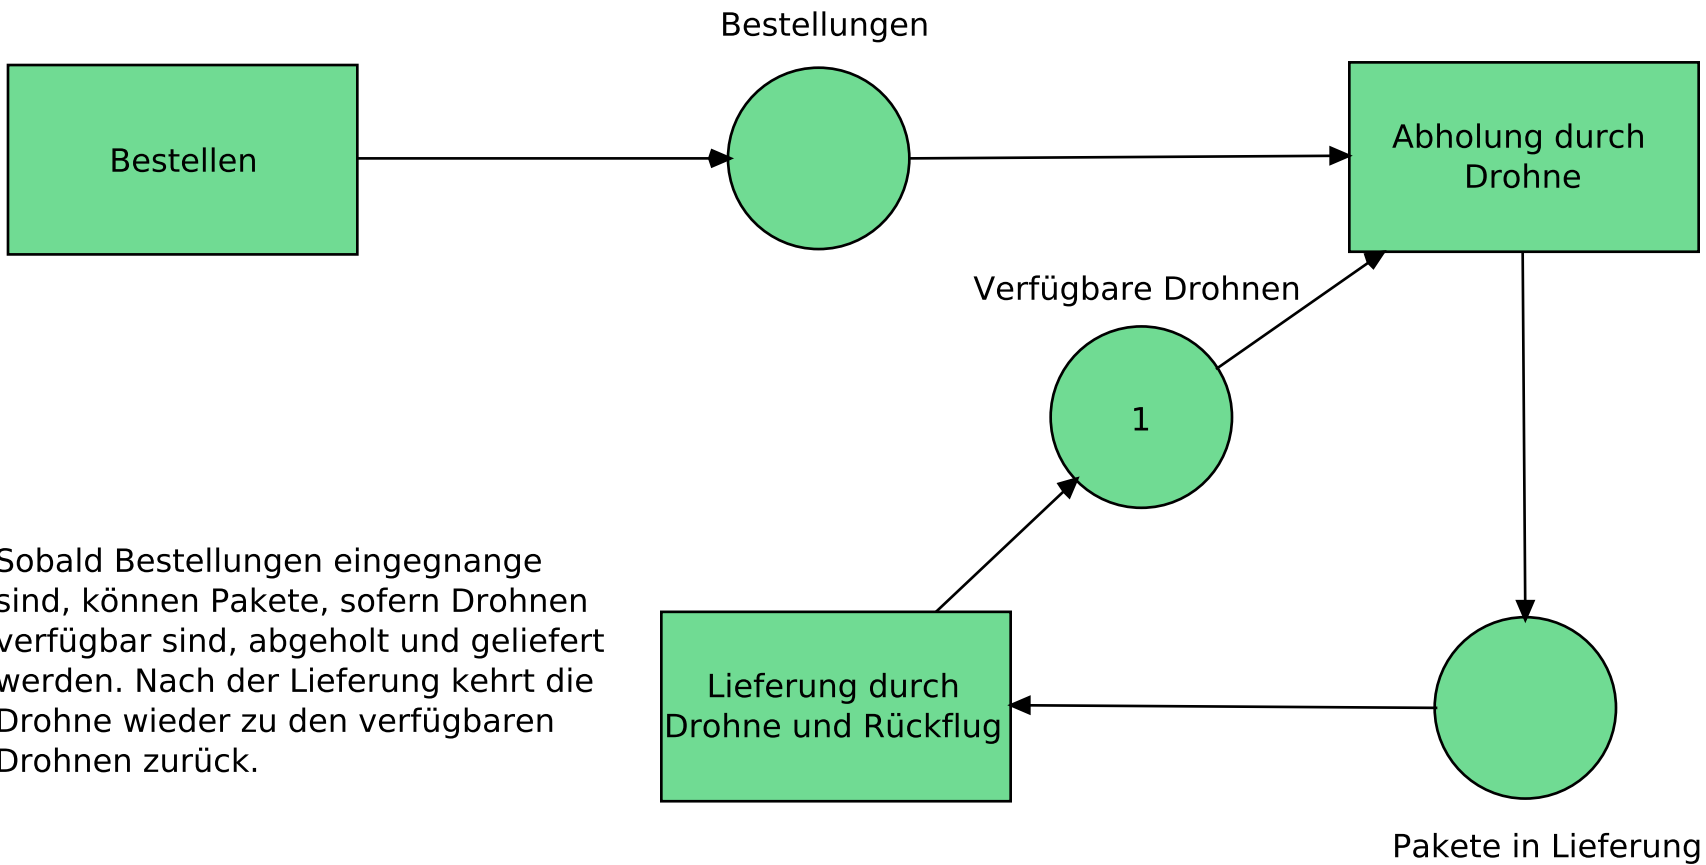 Bestellungen
Bestellen
Abholung durch
Drohne
Verfügbare Drohnen
1
Sobald Bestellungen eingegnange
sind, können Pakete, sofern Drohnen
verfügbar sind, abgeholt und geliefert
werden. Nach der Lieferung kehrt die
Drohne wieder zu den verfügbaren
Drohnen zurück.
Lieferung durch
Drohne und Rückflug
Pakete in Lieferung